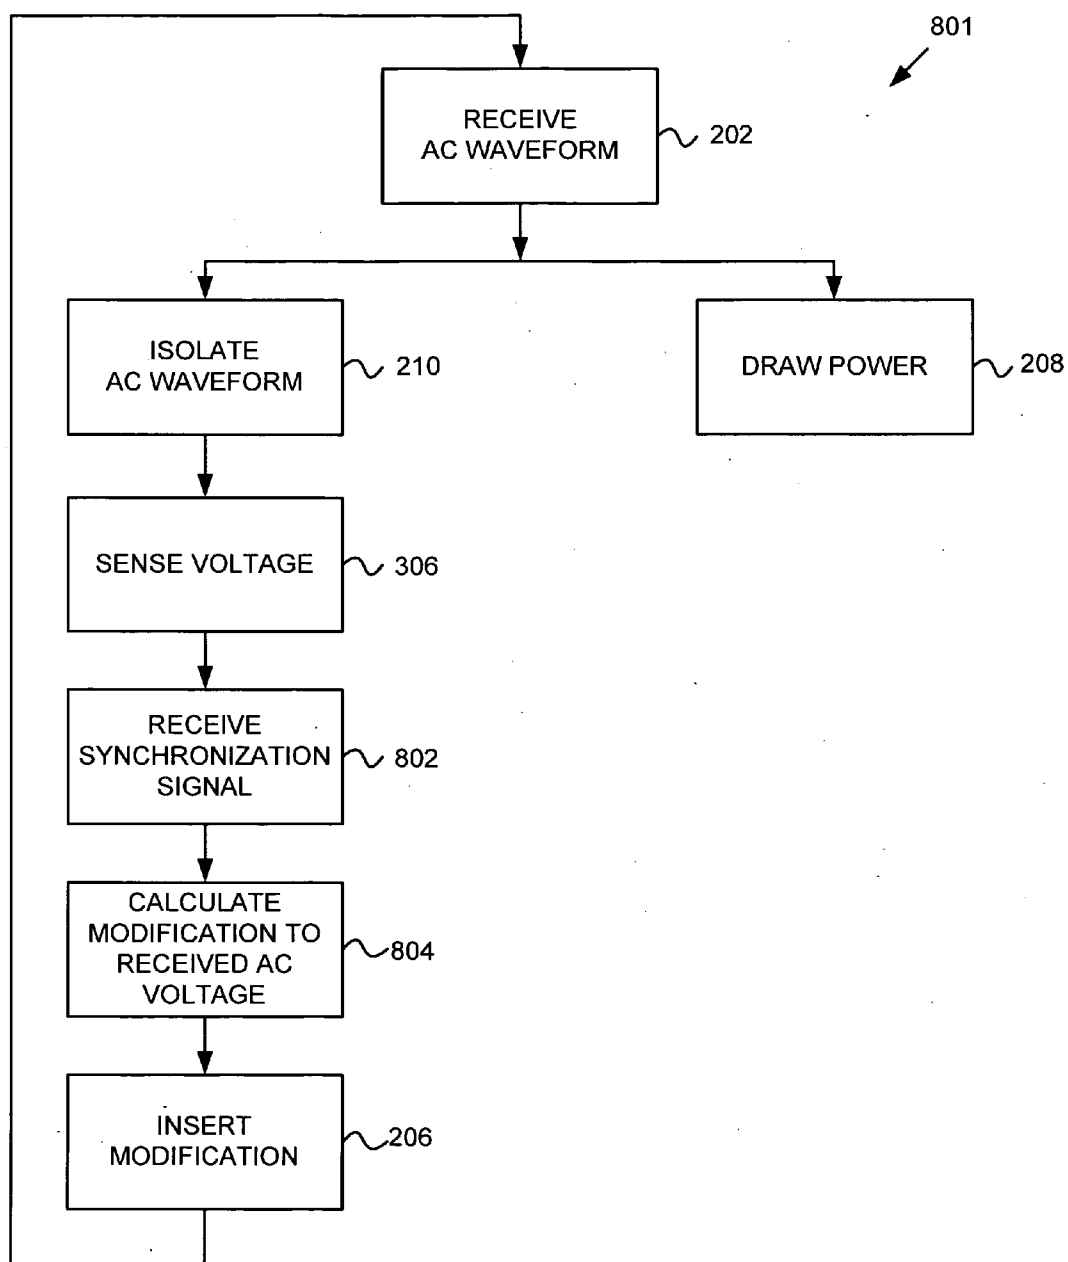 801
RECEIVE
AC WAVEFORM
202
ISOLATE
AC WAVEFORM
210
DRAW POWER
208
SENSE VOLTAGE
306
RECEIVE
SYNCHRONIZATION
SIGNAL
802
CALCULATE
MODIFICATION TO
RECEIVED AC
VOLTAGE
804
INSERT
MODIFICATION
206